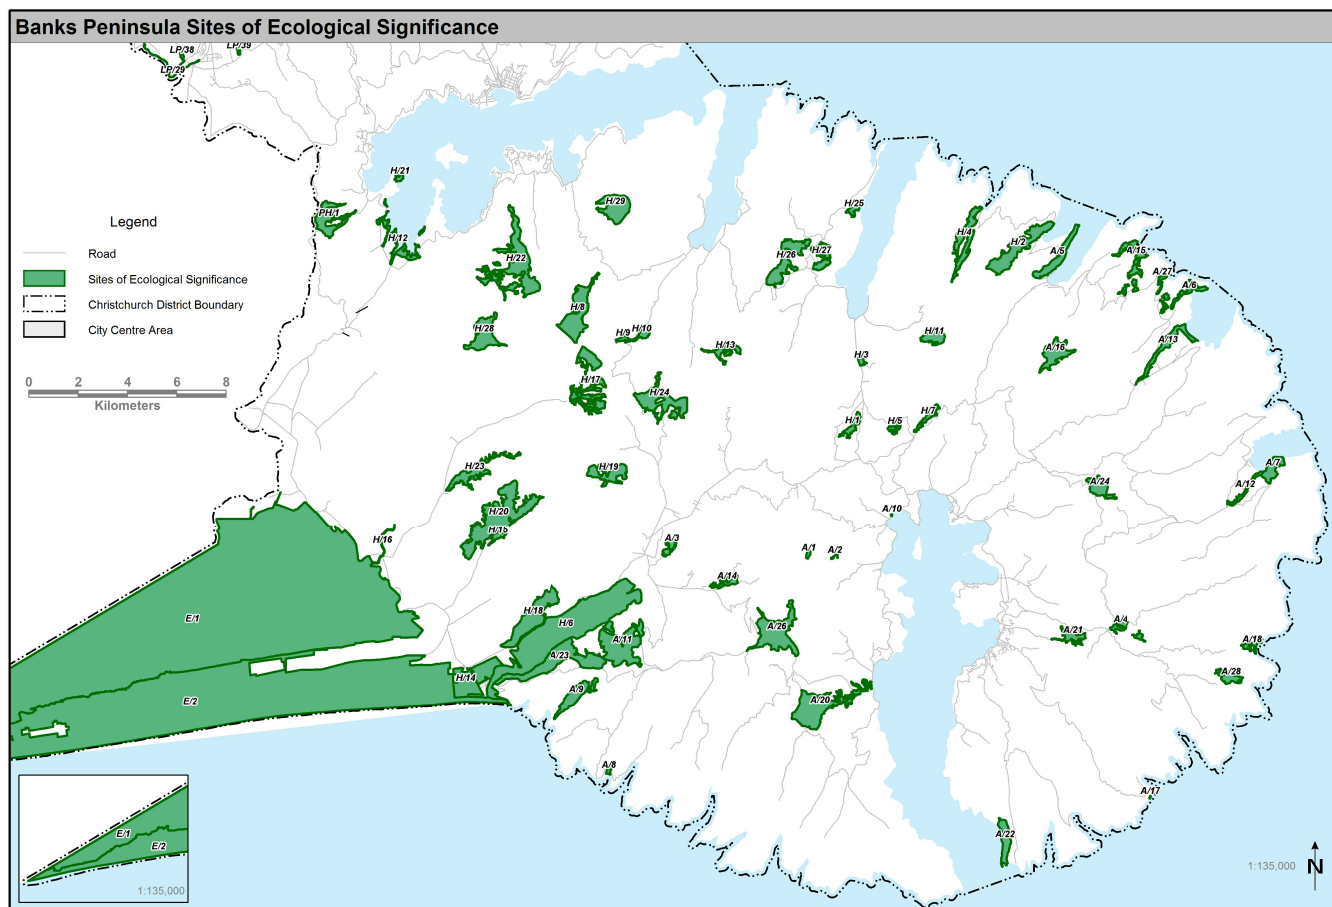 Banks Peninsula Sites of Ecological Significance
LP/38
LP/39
LP/29
H/21
PH/1
H/12
H/29
H/25
H/22
H/26
H/27
H/4
H/2
A/5
A/15
A/27
A/6
Legend
Road
Sites of Ecological Significance
Christchurch District Boundary
City Centre Area
0 2 4 6 8
Kilometers
H/8
H/28
H/9
H/10
H/13
H/3
H/11
A/16
A/13
H/17
H/24
H/1
H/5
H/7
H/23
H/19
A/24
A/7
A/12
H/20
H/15
A/10
H/16
A/3
A/1
A/2
A/14
E/1
H/18
H/6
A/11
A/26
A/21
A/4
A/18
A/23
H/14
A/28
E/2
A/9
A/20
A/8
A/17
A/22
E/1
E/2
1:135,000
1:135,000
N